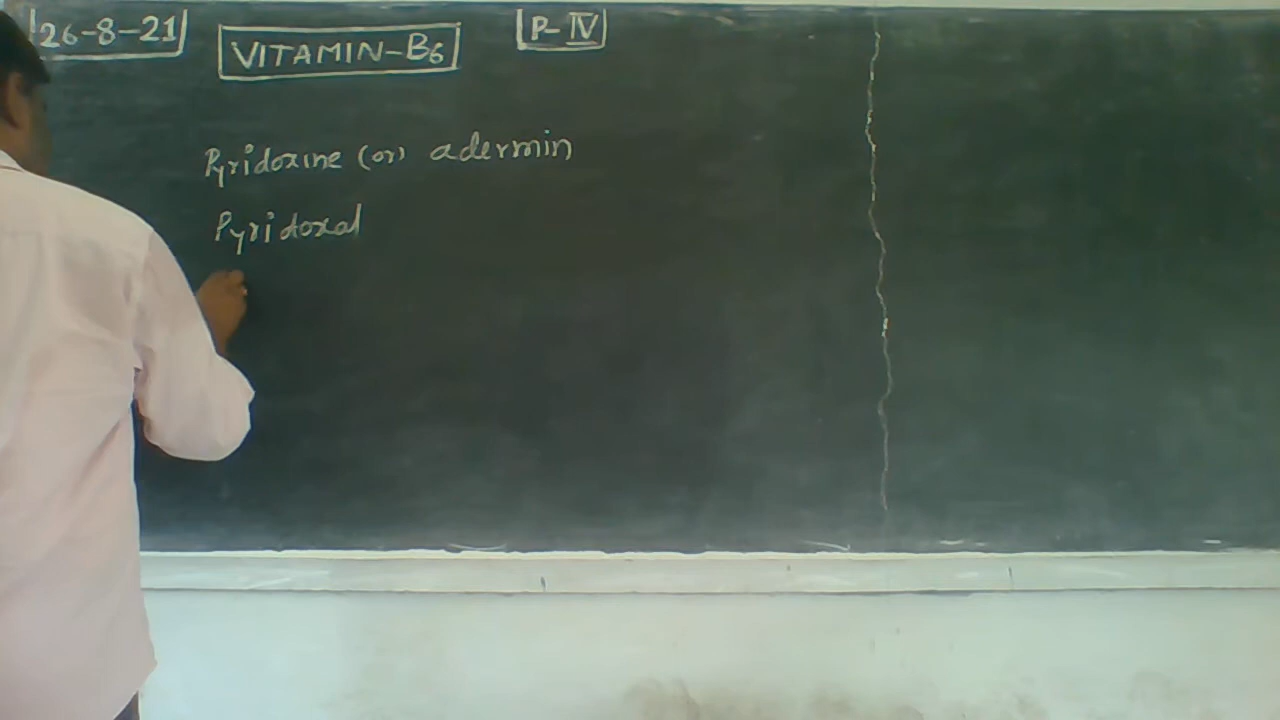 26-8-21
VITAMIN-B6
P-IV
Pyridoxine (or) adermin
Pyridoxal